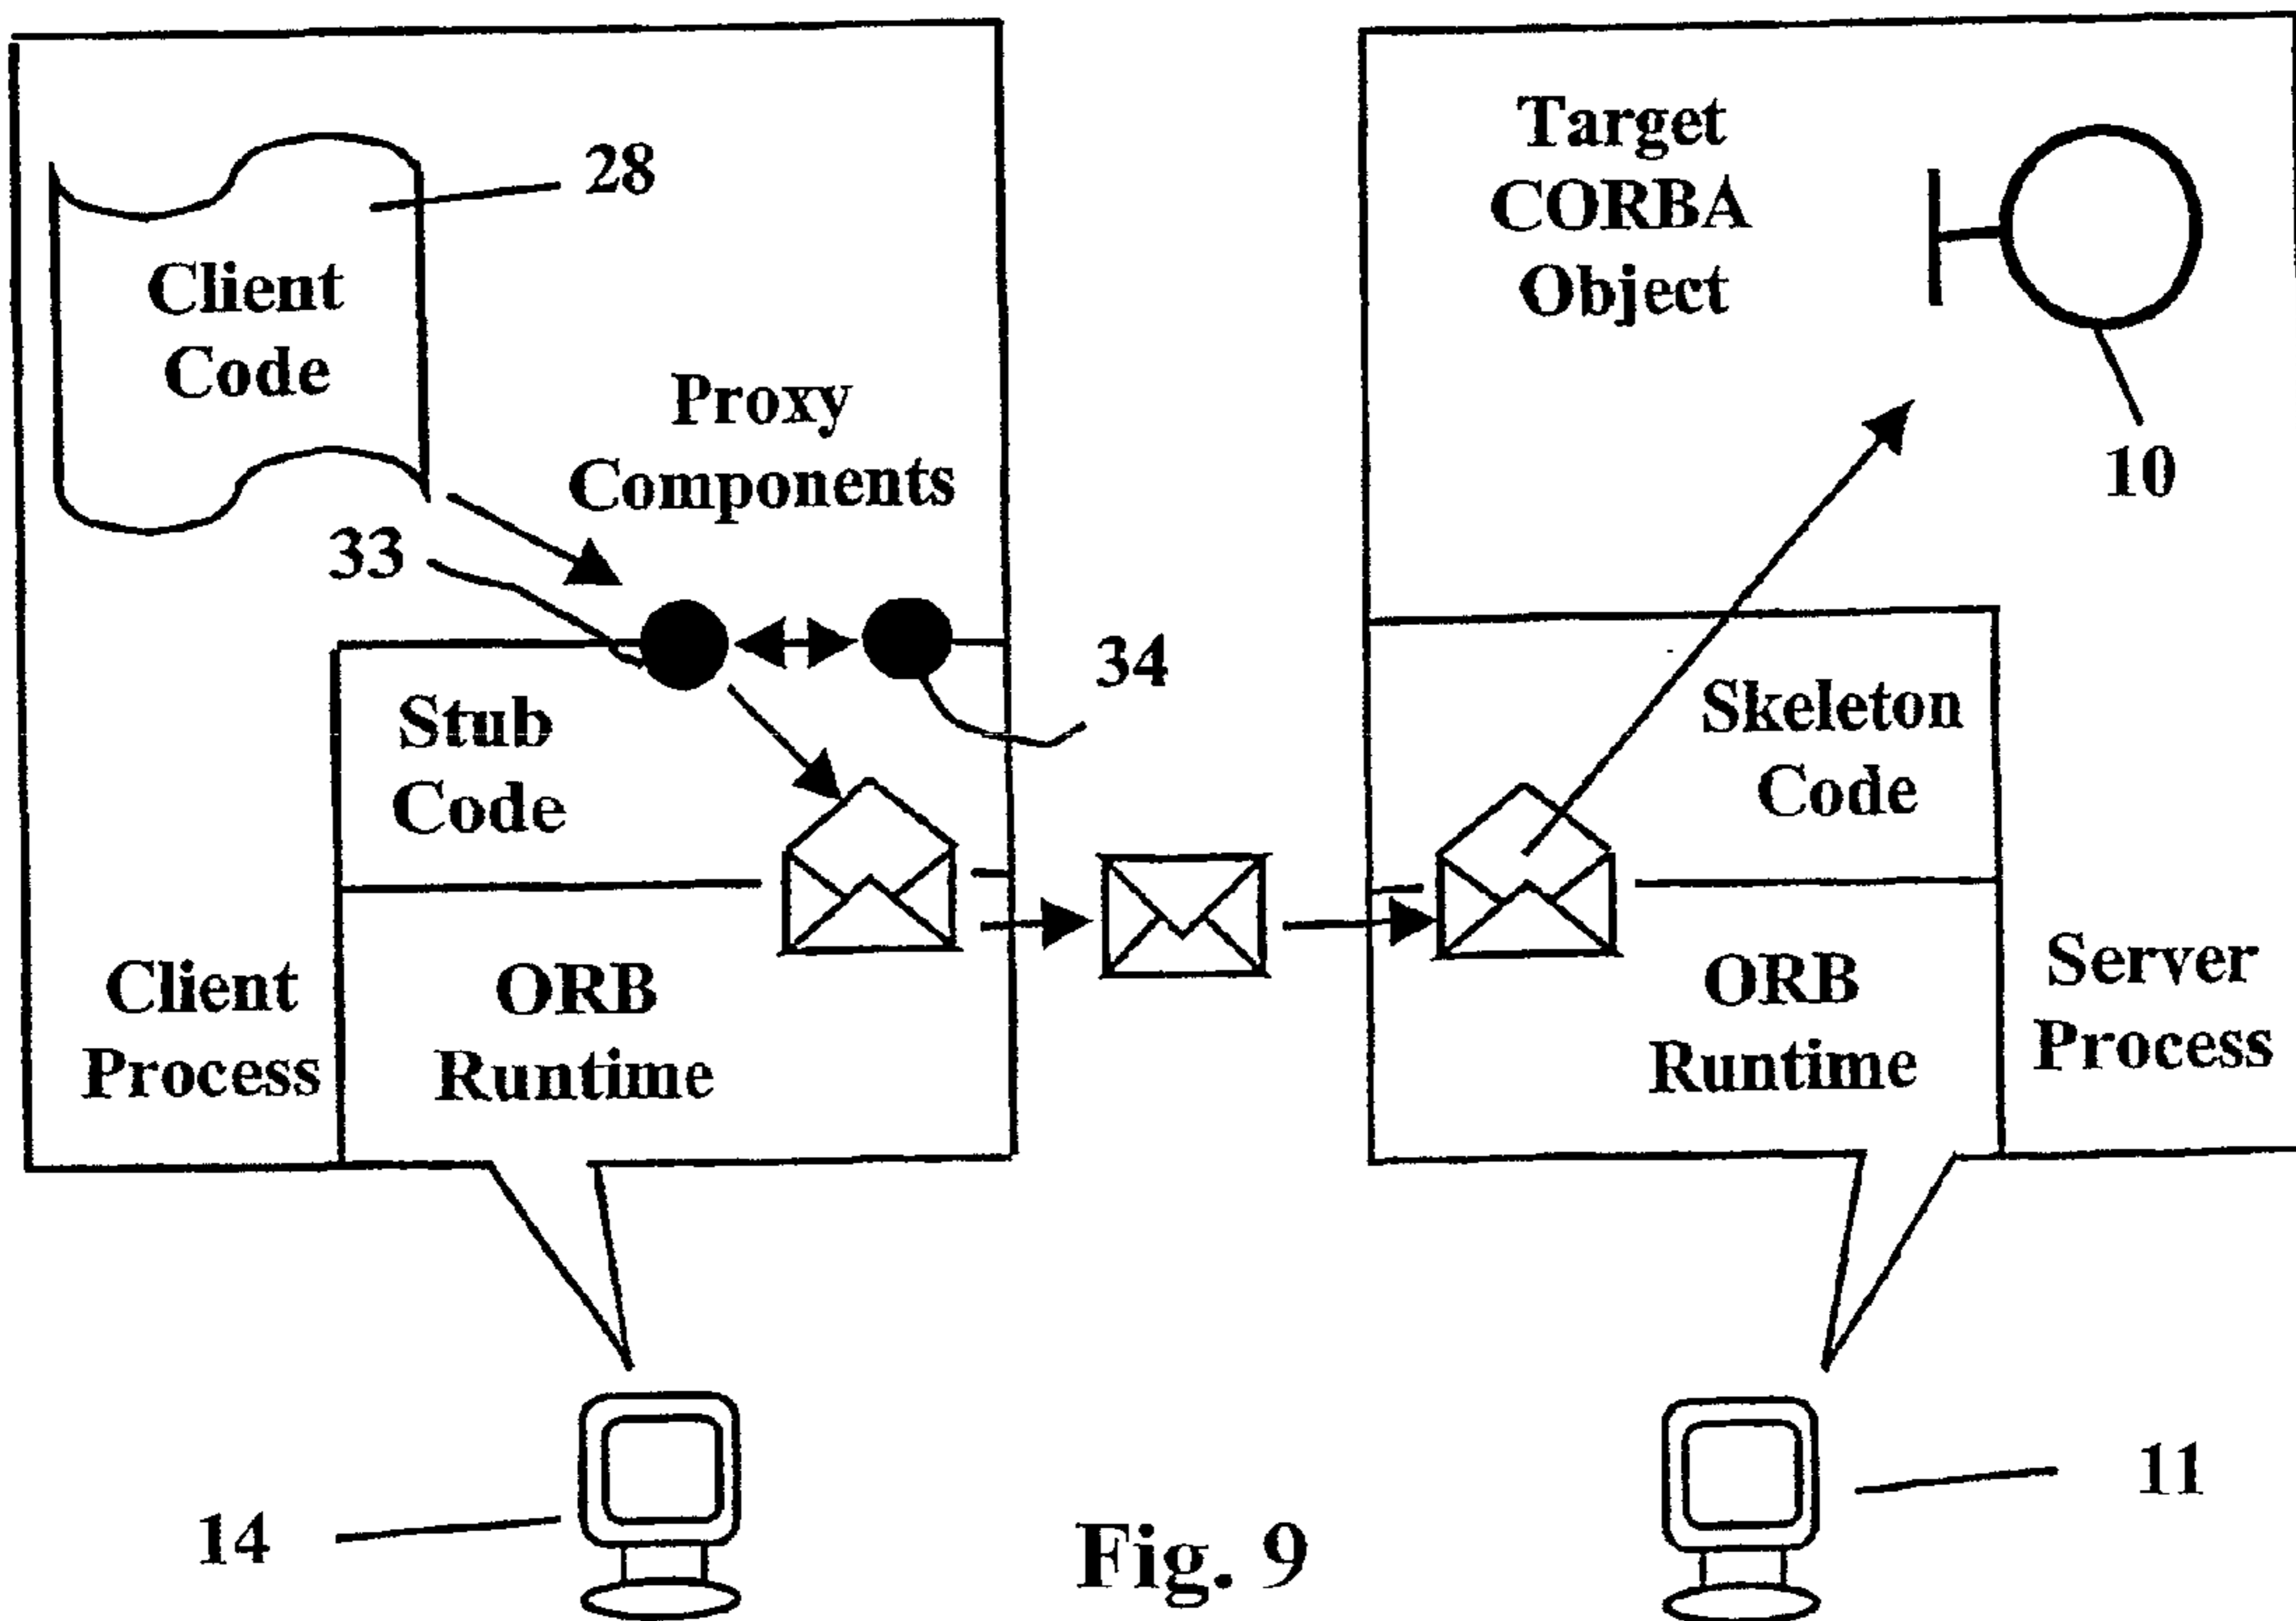 28
Client
Code
Proxy
Components
33
34
Stub
Code
Client
Process
ORB
Runtime
14
Target
CORBA
Object
10
Skeleton
Code
ORB
Runtime
Server
Process
11
Fig. 9